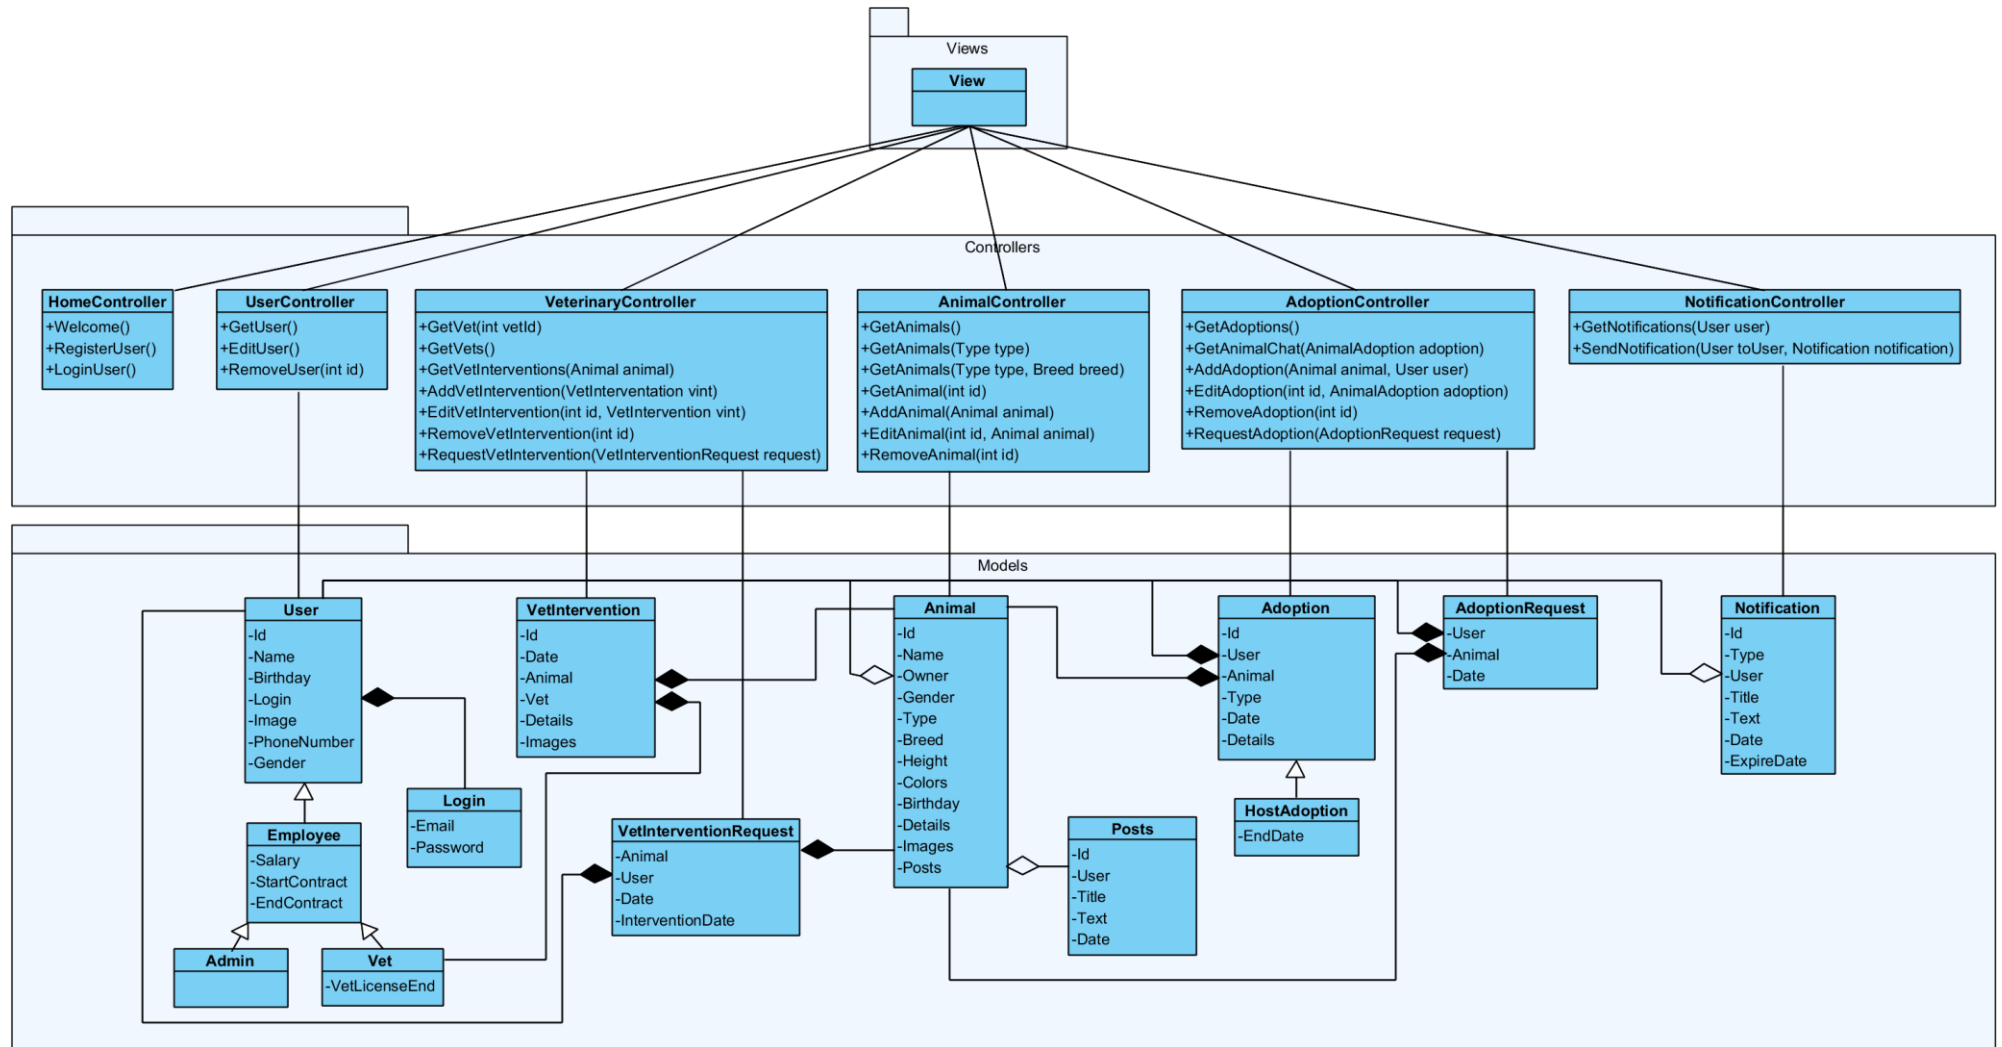 Views
View
Controllers
HomeController
+Welcome()
+RegisterUser()
+LoginUser()
UserController
+GetUser()
+EditUser()
+RemoveUser(int id)
VeterinaryController
+GetVet(int vetId)
+GetVets()
+GetVetInterventions(Animal animal)
+AddVetIntervention(VetInterventation vint)
+EditVetIntervention(int id, VetIntervention vint)
+RemoveVetIntervention(int id)
+RequestVetIntervention(VetInterventionRequest request)
AnimalController
+GetAnimals()
+GetAnimals(Type type)
+GetAnimals(Type type, Breed breed)
+GetAnimal(int id)
+AddAnimal(Animal animal)
+EditAnimal(int id, Animal animal)
+RemoveAnimal(int id)
AdoptionController
+GetAdoptions()
+GetAnimalChat(AnimalAdoption adoption)
+AddAdoption(Animal animal, User user)
+EditAdoption(int id, AnimalAdoption adoption)
+RemoveAdoption(int id)
+RequestAdoption(AdoptionRequest request)
NotificationController
+GetNotifications(User user)
+SendNotification(User toUser, Notification notification)
Models
User
-Id
-Name
-Birthday
-Login
-Image
-PhoneNumber
-Gender
VetIntervention
-Id
-Date
-Animal
-Vet
-Details
-Images
Animal
-Id
-Name
-Owner
-Gender
-Type
-Breed
-Height
-Colors
-Birthday
-Details
-Images
-Posts
Adoption
-Id
-User
-Animal
-Type
-Date
-Details
AdoptionRequest
-User
-Animal
-Date
Notification
-Id
-Type
-User
-Title
-Text
-Date
-ExpireDate
Login
-Email
-Password
Employee
-Salary
-StartContract
-EndContract
VetInterventionRequest
-Animal
-User
-Date
-InterventionDate
Posts
-Id
-User
-Title
-Text
-Date
HostAdoption
-EndDate
Admin
Vet
-VetLicenseEnd